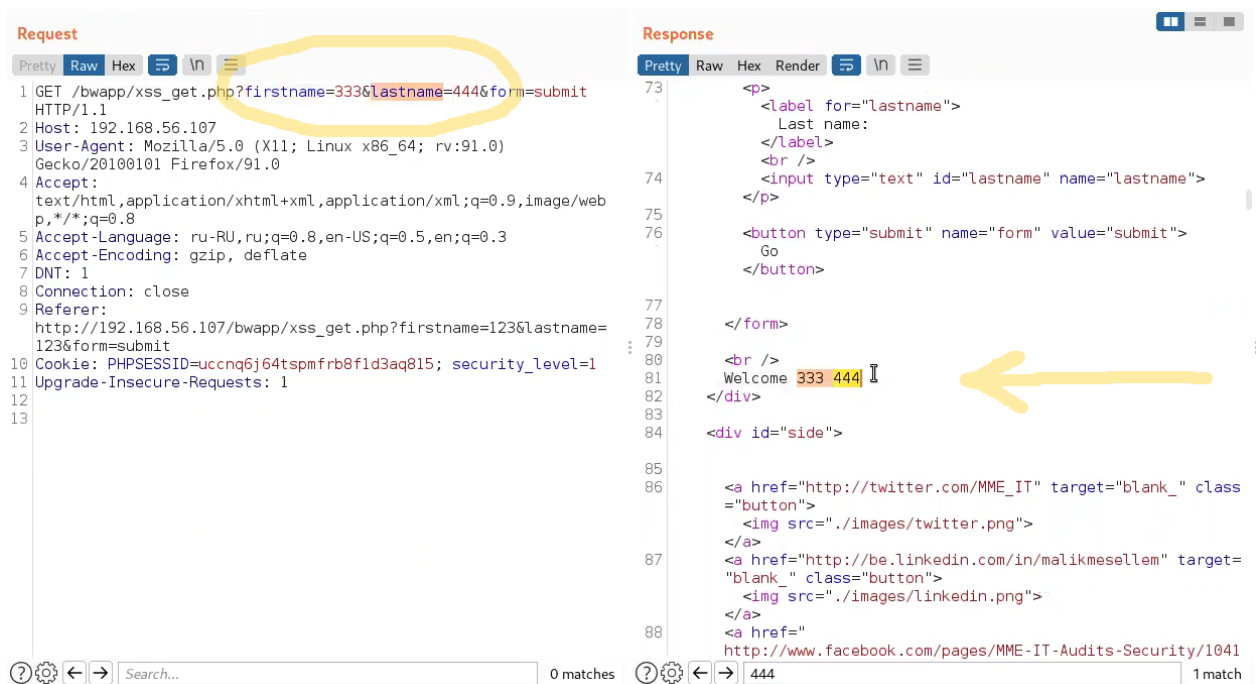 Request
Pretty Raw Hex \n
1 GET /bwapp/xss_get.php?firstname=333&lastname=444&form=submit
HTTP/1.1
2 Host: 192.168.56.107
3 User-Agent: Mozilla/5.0 (X11; Linux x86_64; rv:91.0)
Gecko/20100101 Firefox/91.0
4 Accept:
text/html,application/xhtml+xml,application/xml;q=0.9,image/web
p,*/*;q=0.8
5 Accept-Language: ru-RU,ru;q=0.8,en-US;q=0.5,en;q=0.3
6 Accept-Encoding: gzip, deflate
7 DNT: 1
8 Connection: close
9 Referer:
http://192.168.56.107/bwapp/xss_get.php?firstname=123&lastname=
123&form=submit
10 Cookie: PHPSESSID=uccnq6j64tspmfrb8f1d3aq815; security_level=1
11 Upgrade-Insecure-Requests: 1
12
13
Search... 0 matches
Response
Pretty Raw Hex Render \n
73 <p>
<label for="lastname">
Last name:
</label>
<br />
74 <input type="text" id="lastname" name="lastname">
</p>
75
76 <button type="submit" name="form" value="submit">
Go
</button>
77
78 </form>
79
80 <br />
81 Welcome 333 444
82 </div>
83
84 <div id="side">
85
86 <a href="http://twitter.com/MME_IT" target="blank_" class
="button">
<img src="./images/twitter.png">
</a>
87 <a href="http://be.linkedin.com/in/malikmesellem" target=
"blank_" class="button">
<img src="./images/linkedin.png">
</a>
88 <a href="
http://www.facebook.com/pages/MME-IT-Audits-Security/1041
444 1 match